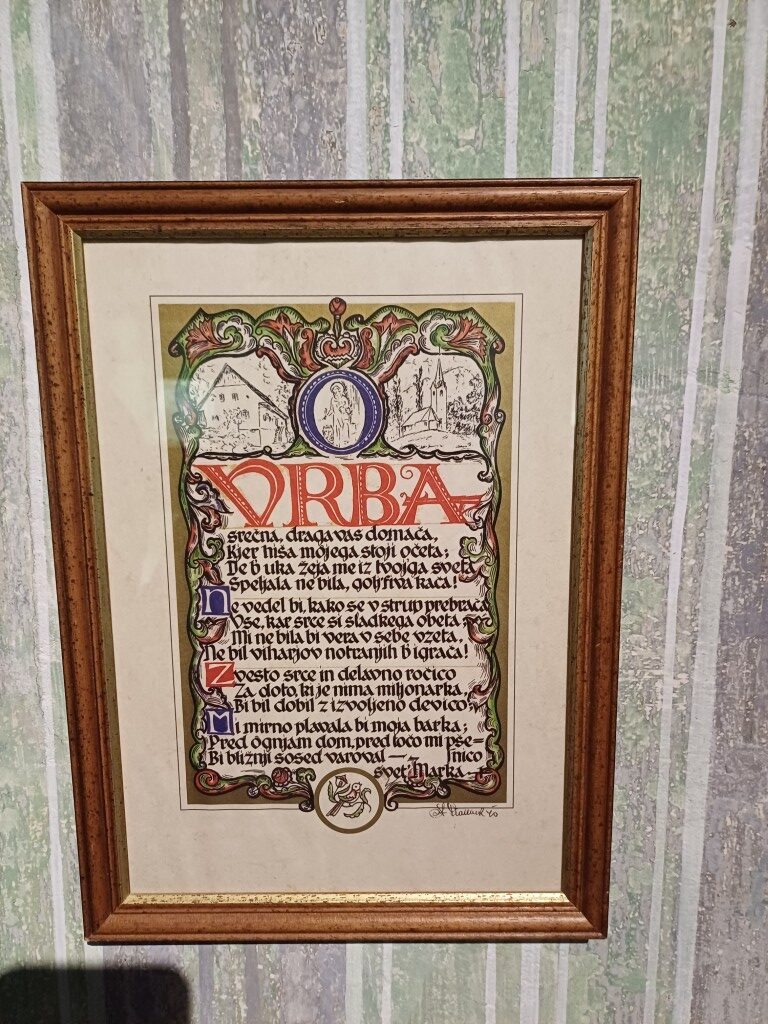 O
VRBA
srečna, draga vas domača,
Kjer hiša mojega stoji očeta;
De b uka žeja me iz tvojga sveta
Speljala ne bila, goljfiva kača!
Ne vedel bi, kako se v strup prebrača
Vse, kar srce si sladkega obeta;
Mi ne bila bi vera v sebe vzeta,
Ne bil viharjov notranjih b igrača!
Zvesto srce in delavno ročico
Za doto, ki je nima miljonarka,
Bi bil dobil z izvoljeno devico;
Mi mirno plavala bi moja barka;
Pred ognjam dom, pred točo mi pše-
nico
Bi bližnji sosed varoval —
svet' Marka